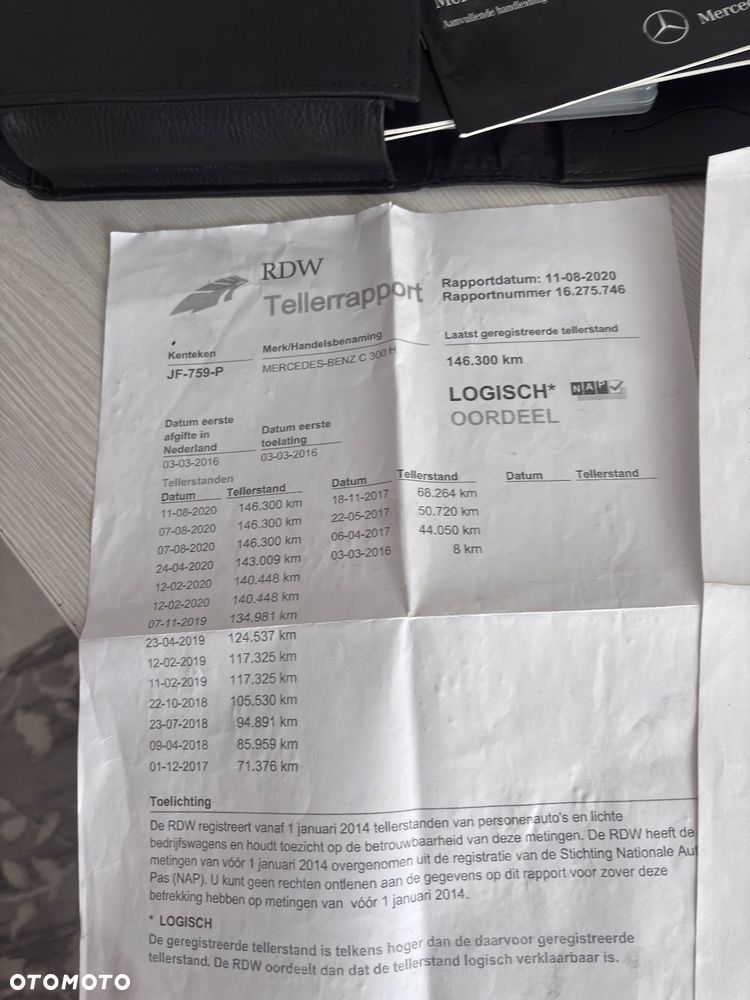 Aanvullende handleiding
Merced
RDW
Tellerrapport
Rapportdatum: 11-08-2020
Rapportnummer 16.275.746
Kenteken
JF-759-P
Merk/Handelsbenaming
MERCEDES-BENZ C 300 H
Laatst geregistreerde tellerstand
146.300 km
LOGISCH* NAP
OORDEEL
Datum eerste
afgifte in
Nederland
03-03-2016
Datum eerste
toelating
03-03-2016
Tellerstanden
Datum Tellerstand
11-08-2020 146.300 km
07-08-2020 146.300 km
07-08-2020 146.300 km
24-04-2020 143.009 km
12-02-2020 140.448 km
12-02-2020 140.448 km
07-11-2019 134.981 km
23-04-2019 124.537 km
12-02-2019 117.325 km
11-02-2019 117.325 km
22-10-2018 105.530 km
23-07-2018 94.891 km
09-04-2018 85.959 km
01-12-2017 71.376 km
Datum Tellerstand
18-11-2017 68.264 km
22-05-2017 50.720 km
06-04-2017 44.050 km
03-03-2016 8 km
Datum Tellerstand
Toelichting
De RDW registreert vanaf 1 januari 2014 tellerstanden van personenauto's en lichte
bedrijfswagens en houdt toezicht op de betrouwbaarheid van deze metingen. De RDW heeft de
metingen van vóór 1 januari 2014 overgenomen uit de registratie van de Stichting Nationale Aut
Pas (NAP). U kunt geen rechten ontlenen aan de gegevens op dit rapport voor zover deze
betrekking hebben op metingen van vóór 1 januari 2014.
* LOGISCH
De geregistreerde tellerstand is telkens hoger dan de daarvoor geregistreerde
tellerstand. De RDW oordeelt dan dat de tellerstand logisch verklaarbaar is.
OTOMOTO